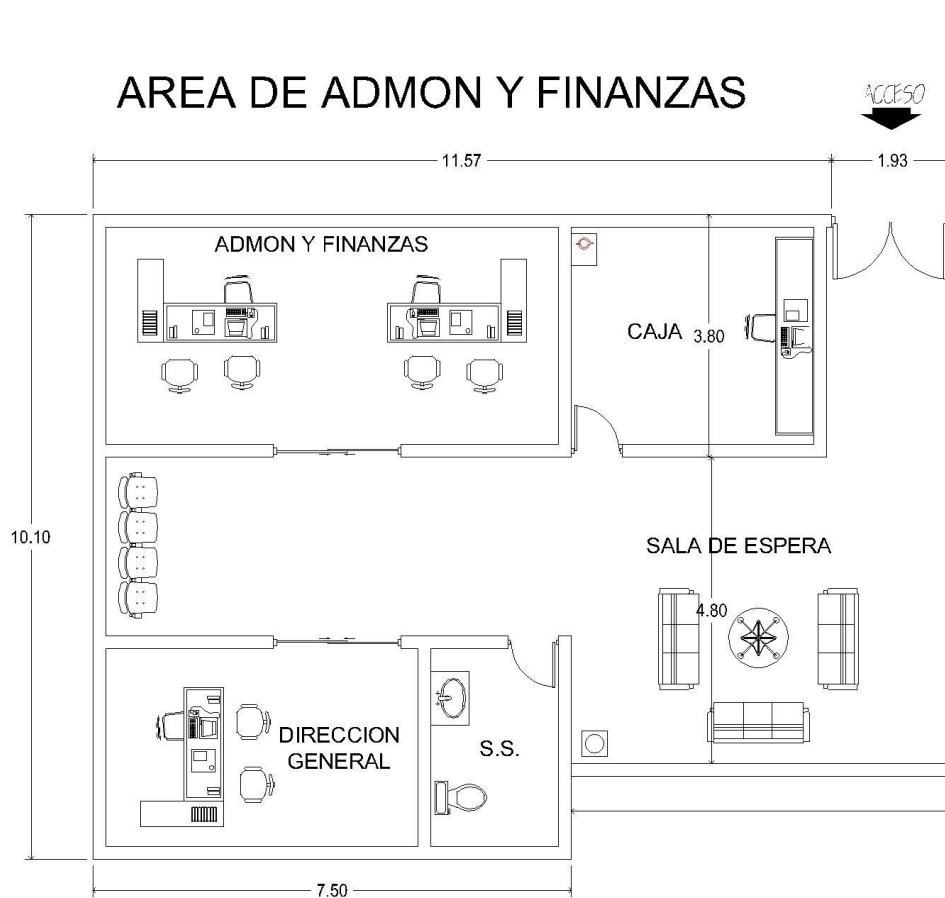 AREA DE ADMON Y FINANZAS
ACCESO
11.57
1.93
ADMON Y FINANZAS
CAJA
3.80
10.10
SALA DE ESPERA
4.80
DIRECCION
GENERAL
S.S.
7.50